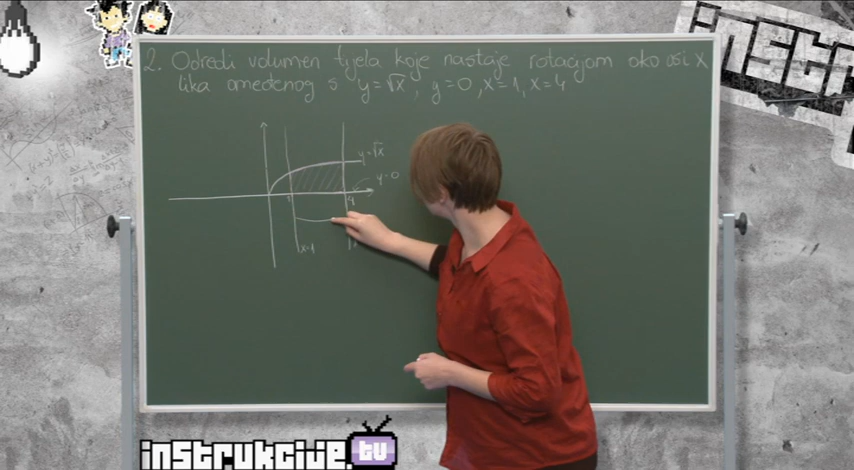 2. Odredi volumen tijela koje nastaje rotacijom oko osi X
lika omeđenog s y=√x, y=0, x=1, x=4
y=√x
y=0
1
4
x=1
instrukcije.tv